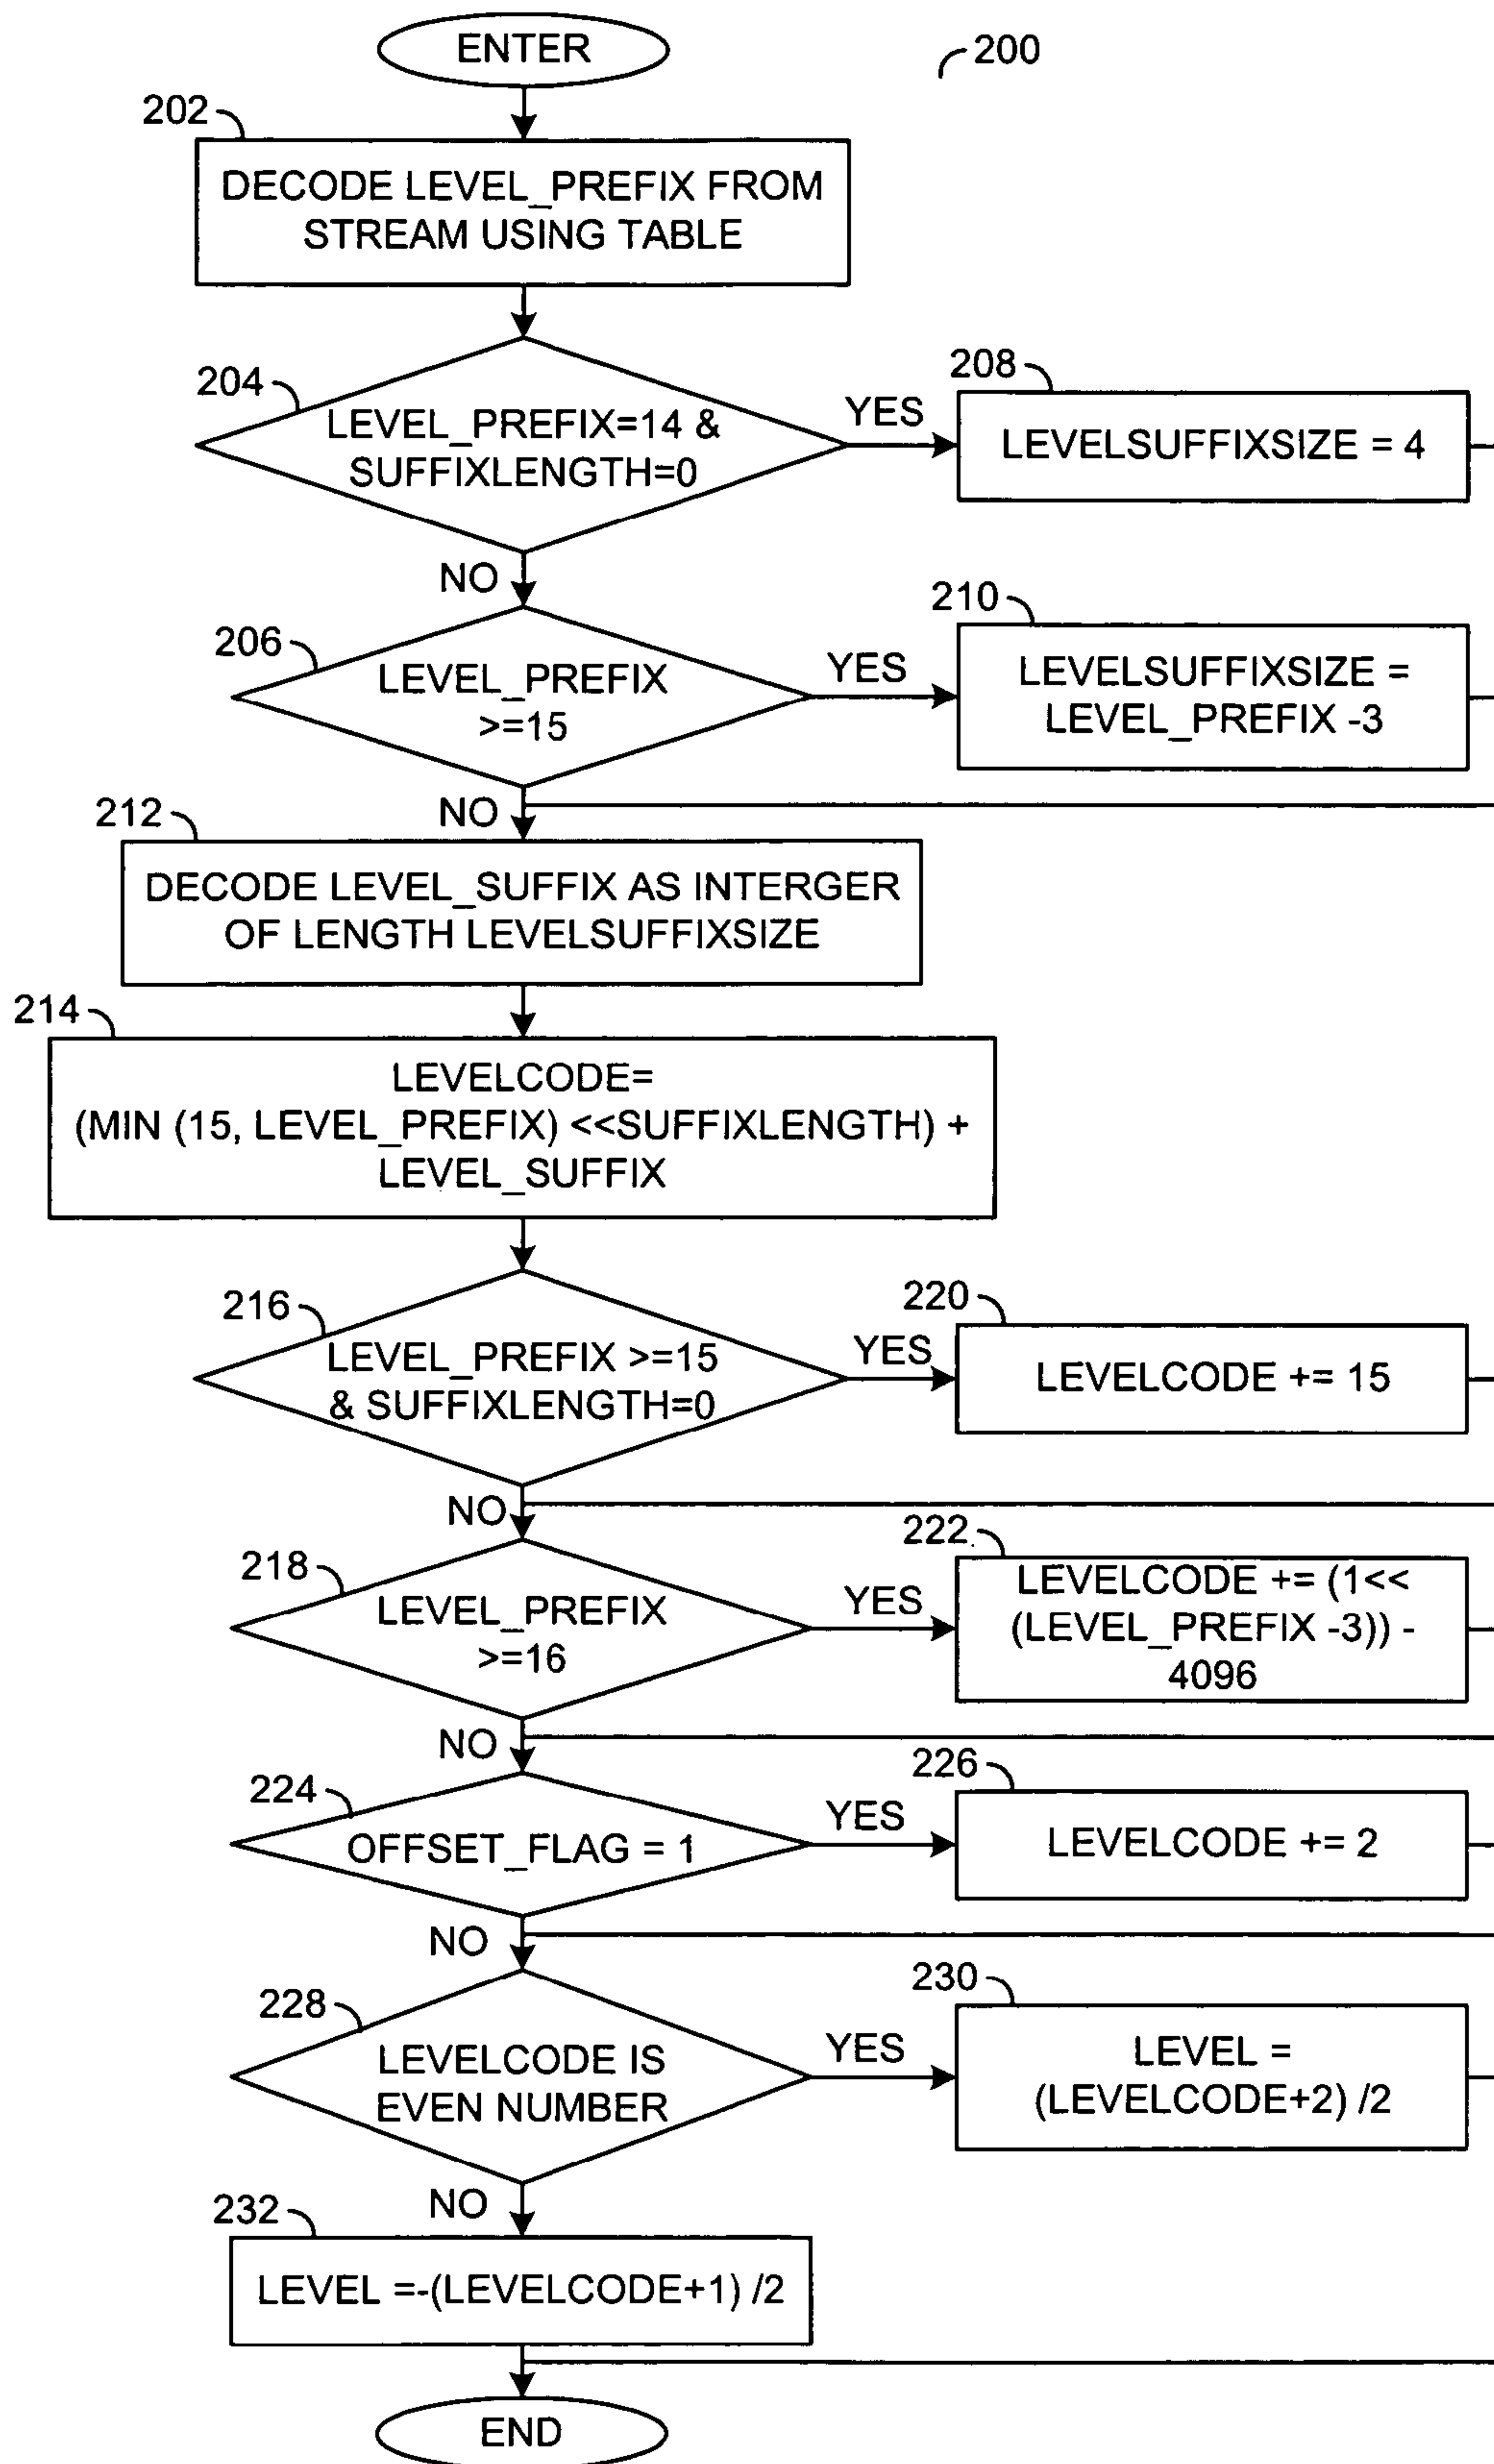 ENTER
200
202
DECODE LEVEL_PREFIX FROM
STREAM USING TABLE
204
LEVEL_PREFIX=14 &
SUFFIXLENGTH=0
YES
208
LEVELSUFFIXSIZE = 4
NO
206
LEVEL_PREFIX
>=15
YES
210
LEVELSUFFIXSIZE =
LEVEL_PREFIX -3
NO
212
DECODE LEVEL_SUFFIX AS INTERGER
OF LENGTH LEVELSUFFIXSIZE
214
LEVELCODE=
(MIN (15, LEVEL_PREFIX) <<SUFFIXLENGTH) +
LEVEL_SUFFIX
216
LEVEL_PREFIX >=15
& SUFFIXLENGTH=0
YES
220
LEVELCODE += 15
NO
218
LEVEL_PREFIX
>=16
YES
222
LEVELCODE += (1<<
(LEVEL_PREFIX -3)) -
4096
NO
224
OFFSET_FLAG = 1
YES
226
LEVELCODE += 2
NO
228
LEVELCODE IS
EVEN NUMBER
YES
230
LEVEL =
(LEVELCODE+2) /2
NO
232
LEVEL =-(LEVELCODE+1) /2
END